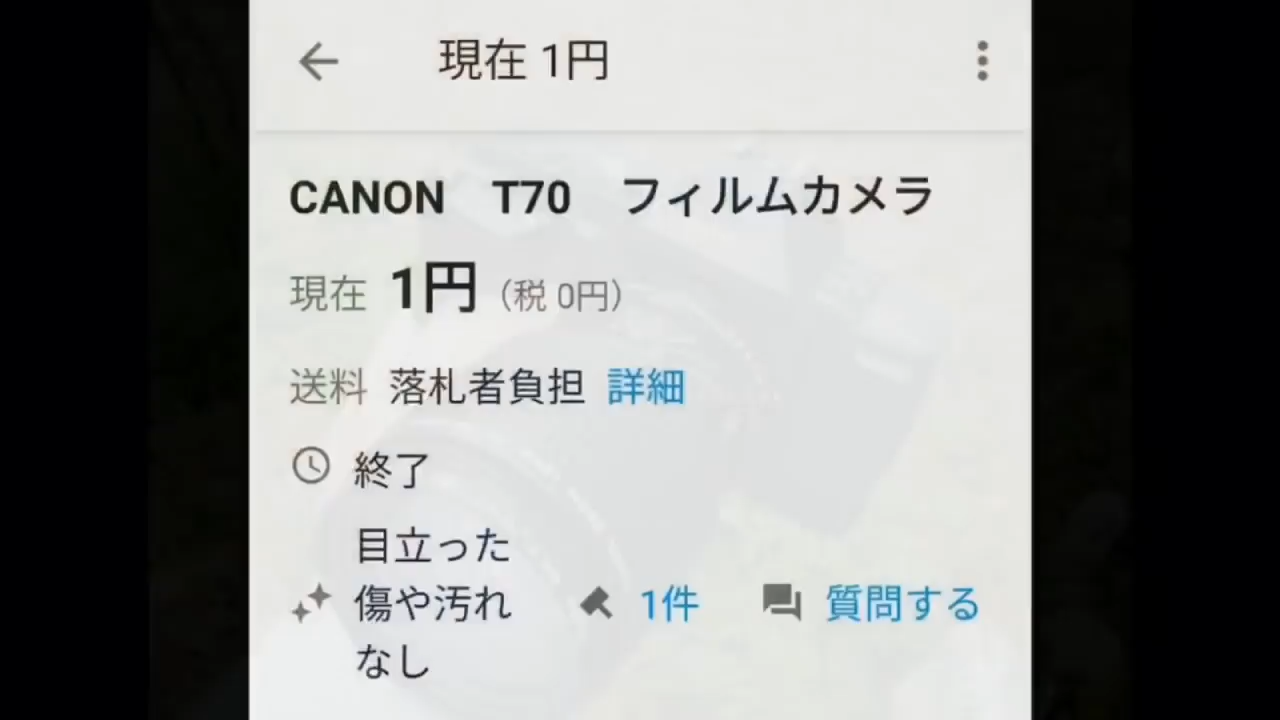 現在 1円
CANON　T70　フィルムカメラ
現在 1円 （税 0円）
送料 落札者負担 詳細
終了
目立った
傷や汚れ
なし
1件
質問する